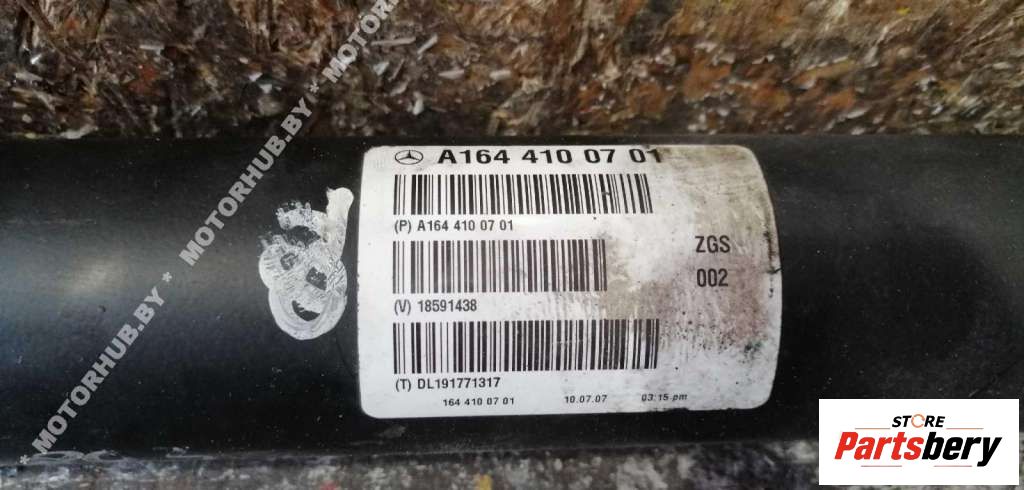 * MOTORHUB.BY * MOTORHUB.BY * MOTORHUB.BY *
A164 410 07 01
(P) A164 410 07 01
ZGS
002
(V) 18591438
(T) DL191771317
164 410 07 01 10.07.07 03:15 pm
STORE
Partsbery